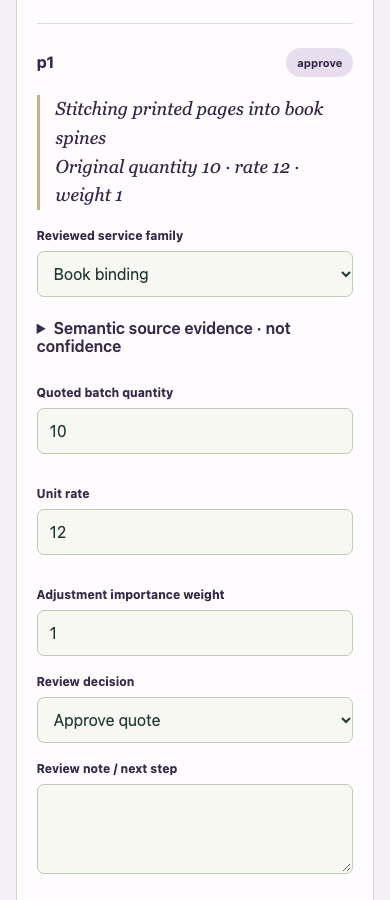 p1
approve
Stitching printed pages into book
spines
Original quantity 10 · rate 12 ·
weight 1
Reviewed service family
Book binding
▶ Semantic source evidence · not
confidence
Quoted batch quantity
10
Unit rate
12
Adjustment importance weight
1
Review decision
Approve quote
Review note / next step